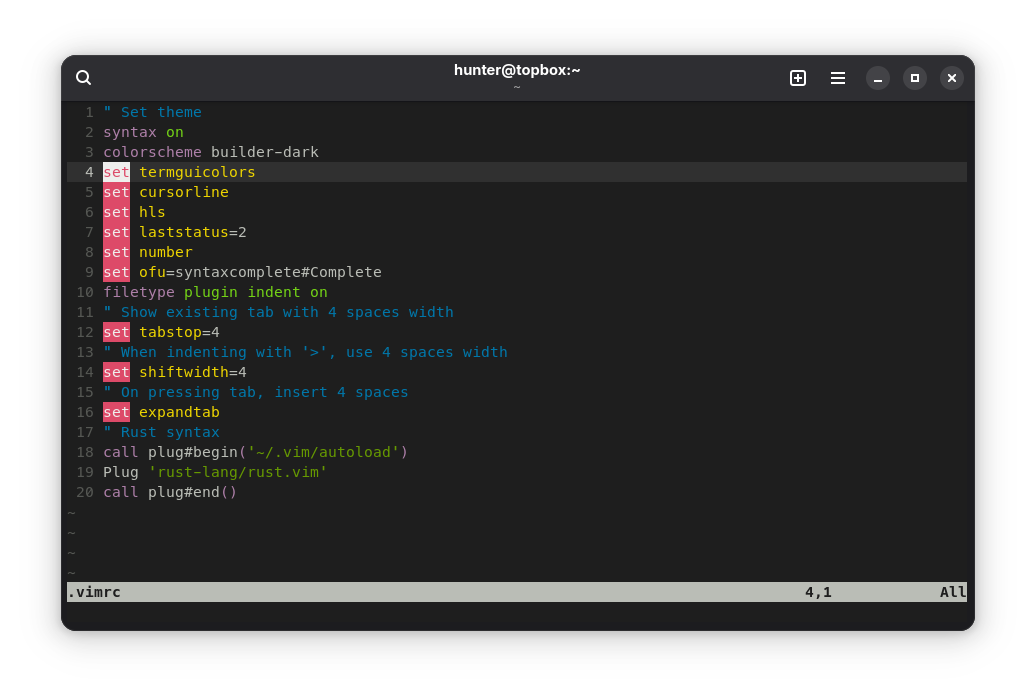 hunter@topbox:~
~
1 " Set theme
2 syntax on
3 colorscheme builder-dark
4 set termguicolors
5 set cursorline
6 set hls
7 set laststatus=2
8 set number
9 set ofu=syntaxcomplete#Complete
10 filetype plugin indent on
11 " Show existing tab with 4 spaces width
12 set tabstop=4
13 " When indenting with '>', use 4 spaces width
14 set shiftwidth=4
15 " On pressing tab, insert 4 spaces
16 set expandtab
17 " Rust syntax
18 call plug#begin('~/.vim/autoload')
19 Plug 'rust-lang/rust.vim'
20 call plug#end()
~
~
~
~
.vimrc 4,1 All